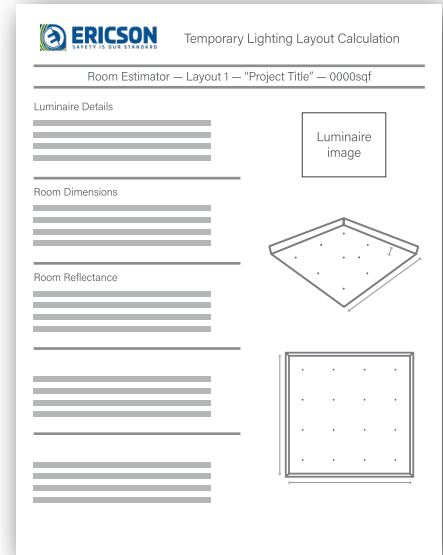 ERICSON
SAFETY IS OUR STANDARD
Temporary Lighting Layout Calculation
Room Estimator — Layout 1 — “Project Title” — 0000sqf
Luminaire Details
Luminaire
image
Room Dimensions
Room Reflectance